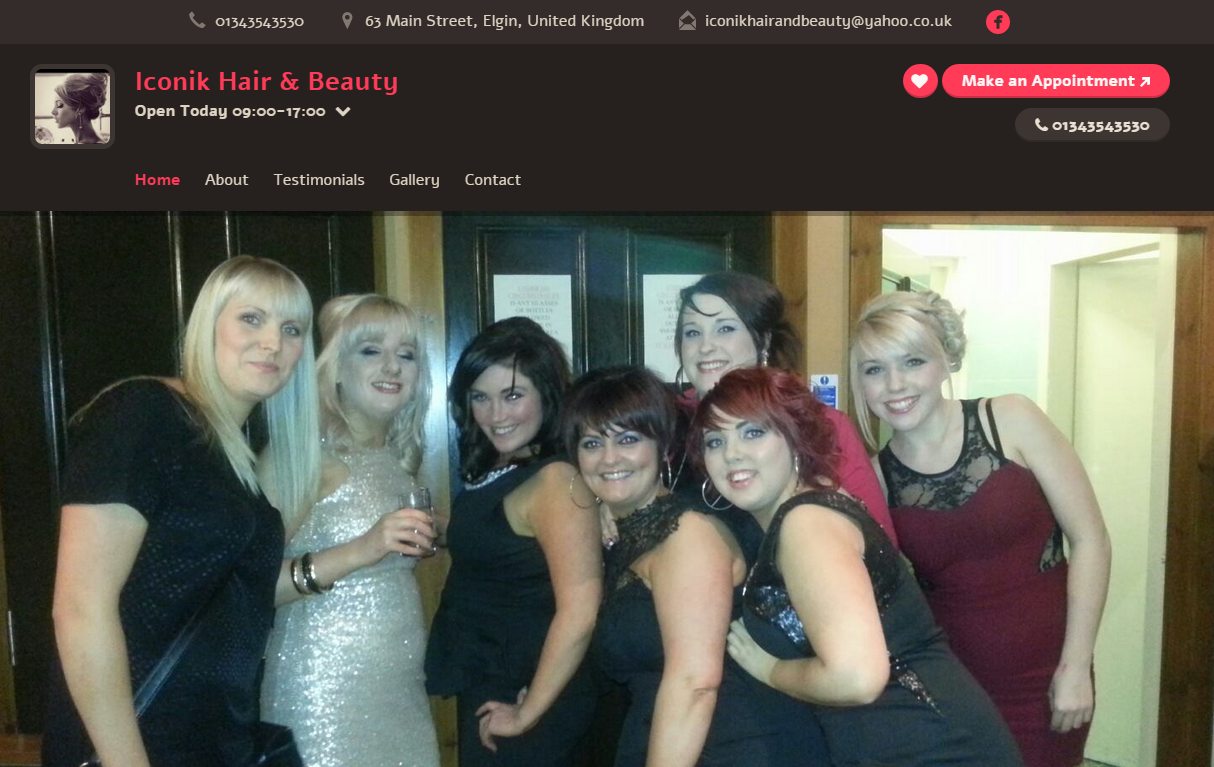 01343543530
63 Main Street, Elgin, United Kingdom
iconikhairandbeauty@yahoo.co.uk
Iconik Hair & Beauty
Open Today 09:00-17:00
Make an Appointment
01343543530
Home
About
Testimonials
Gallery
Contact